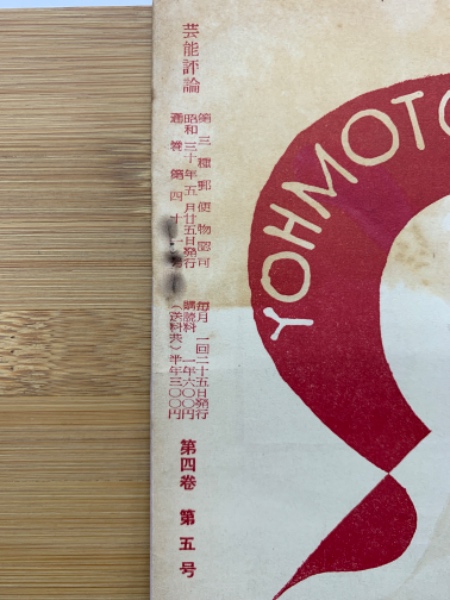 芸能評論
第三種郵便物認可
昭和三十年五月廿五日発行
通巻第四十一
毎月一回二十五日発行
購読料 一年六〇〇円
(送料共)半年三〇〇円
第四巻 第五号
YOHMOTO